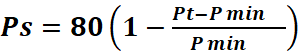 Ps = 80 (1 − (Pt−P min)/(P min))